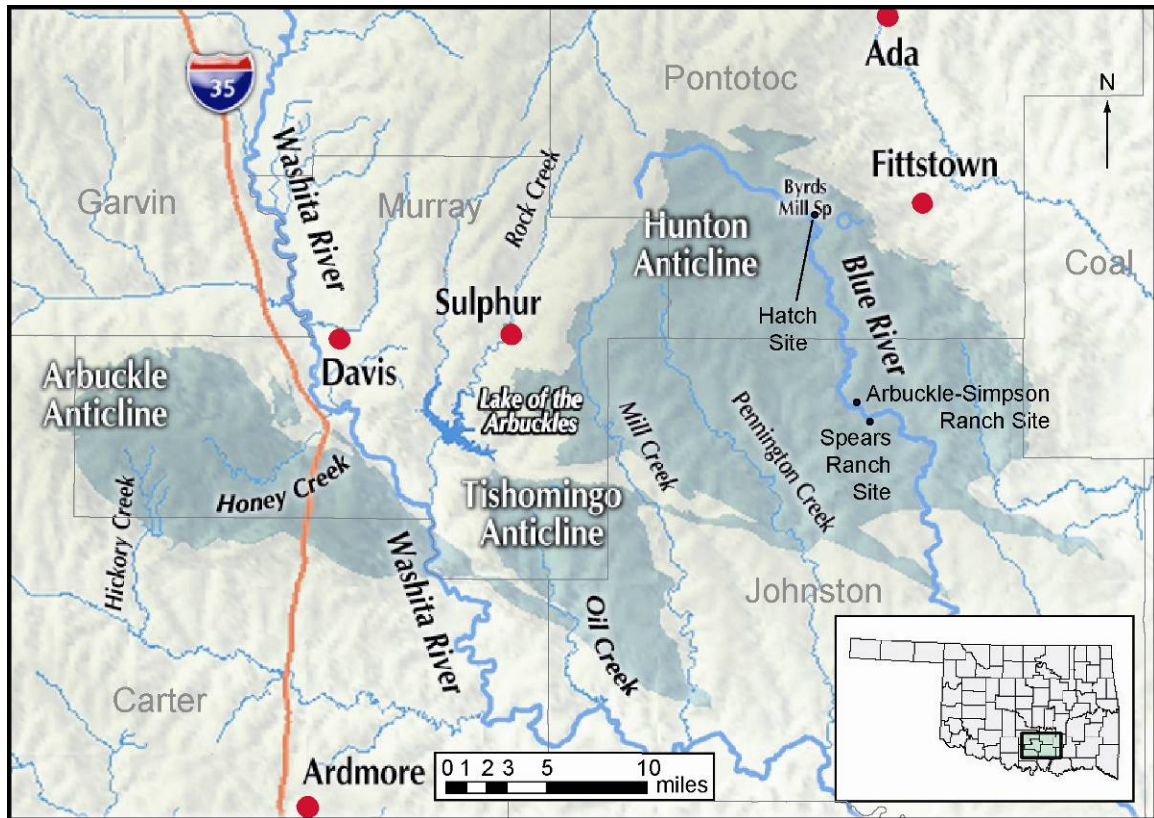 Ada
Pontotoc
N
35
Washita River
Garvin
Murray
Rock Creek
Fittstown
Byrds
Mill Sp
Hunton
Anticline
Coal
Blue River
Hatch
Site
Sulphur
Davis
Arbuckle
Anticline
Lake of the
Arbuckles
Mill Creek
Pennington Creek
Arbuckle-Simpson
Ranch Site
Spears
Ranch
Site
Honey Creek
Hickory Creek
Tishomingo
Anticline
Washita River
Oil Creek
Johnston
Carter
Ardmore
0 1 2 3 5 10
miles